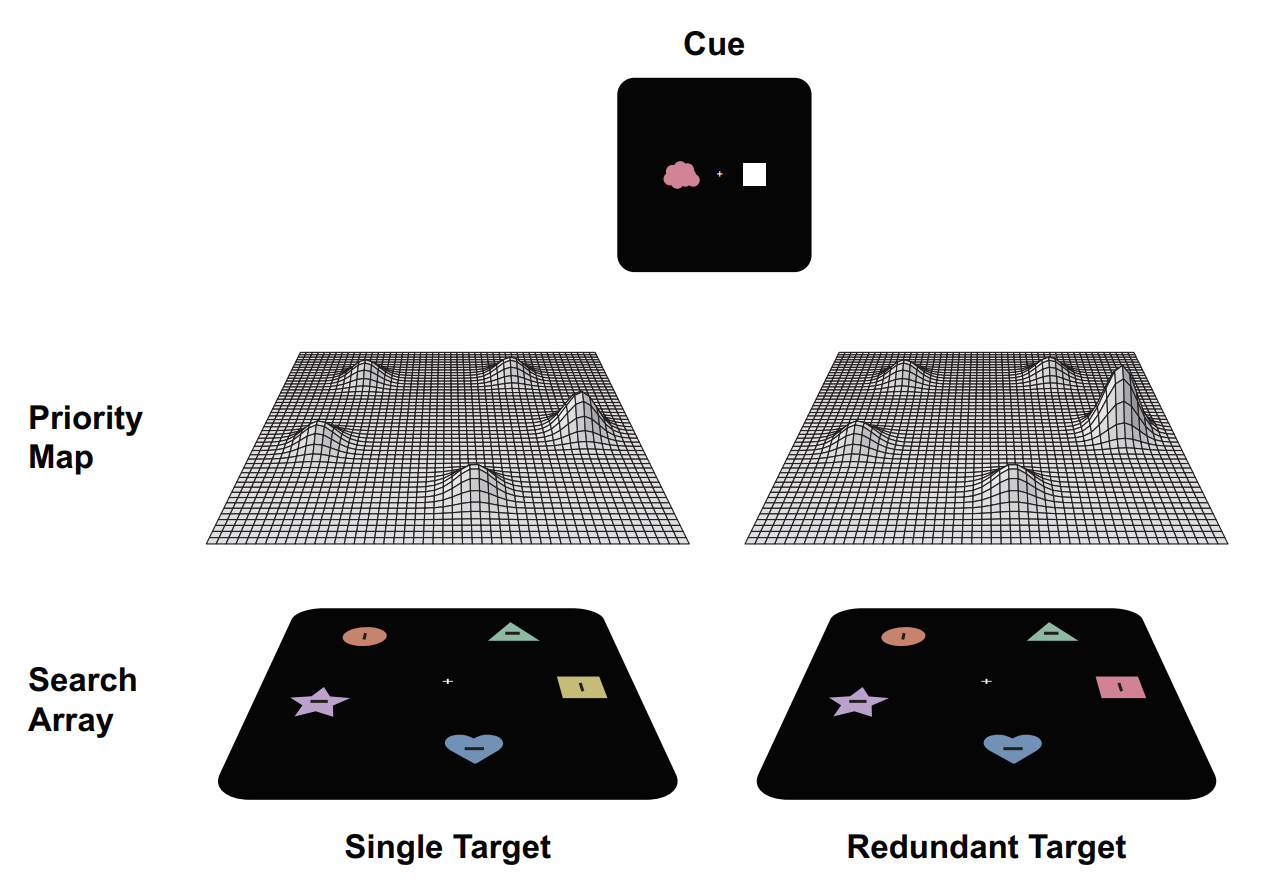 Cue
Priority
Map
Search
Array
Single Target
Redundant Target